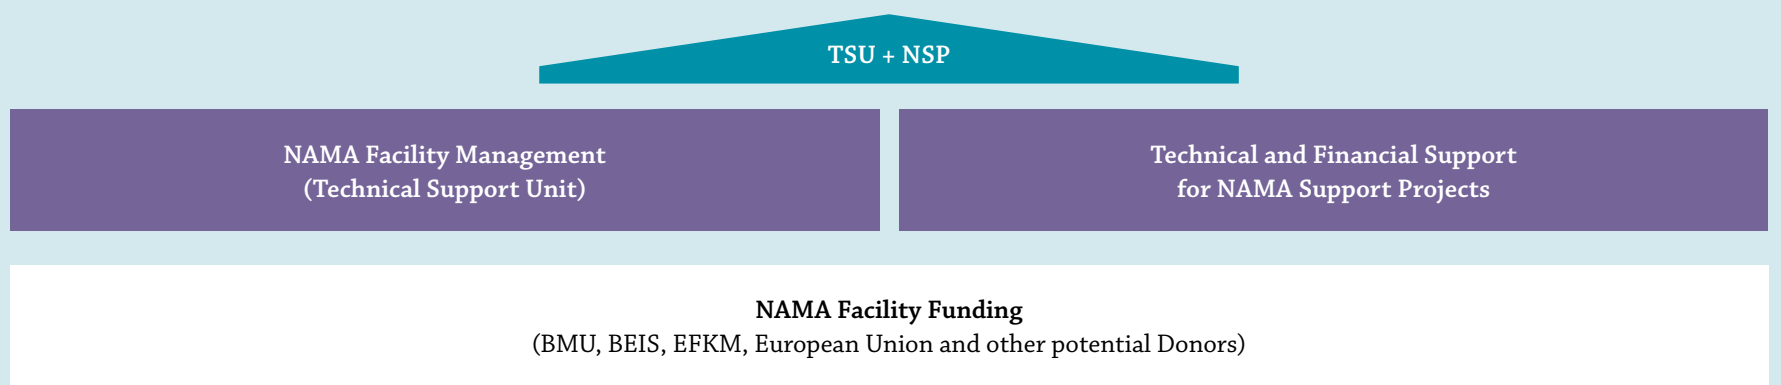 TSU + NSP
NAMA Facility Management
(Technical Support Unit)
Technical and Financial Support
for NAMA Support Projects
NAMA Facility Funding
(BMU, BEIS, EFKM, European Union and other potential Donors)